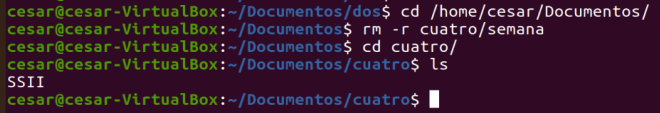 cesar@cesar-VirtualBox:~/Documentos/dos$ cd /home/cesar/Documentos/
cesar@cesar-VirtualBox:~/Documentos$ rm -r cuatro/semana
cesar@cesar-VirtualBox:~/Documentos$ cd cuatro/
cesar@cesar-VirtualBox:~/Documentos/cuatro$ ls
SSII
cesar@cesar-VirtualBox:~/Documentos/cuatro$